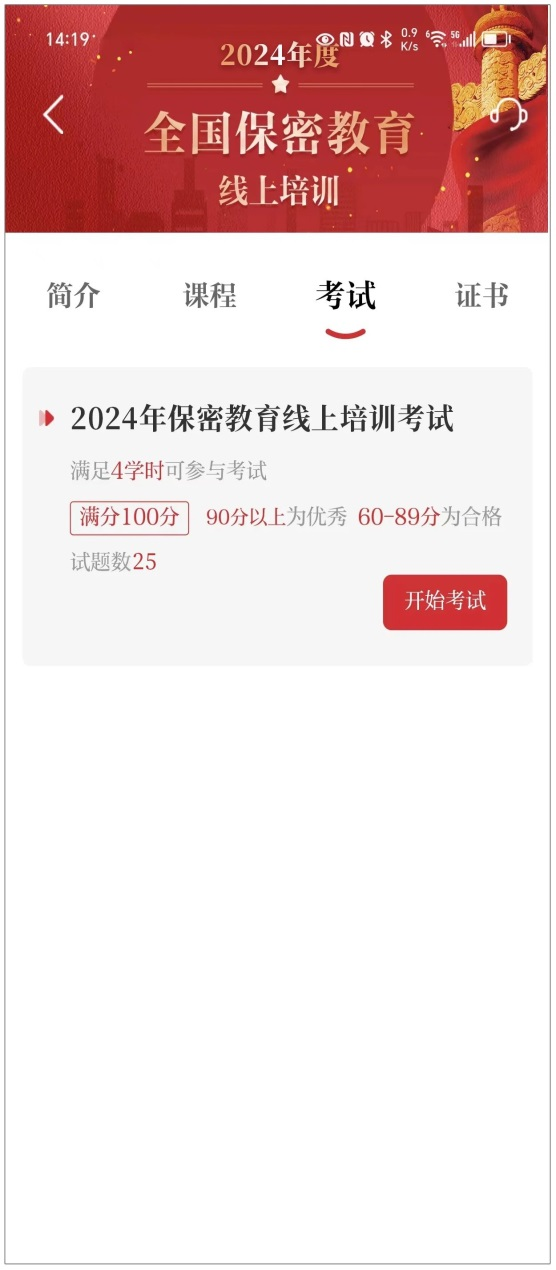 14:19
0.9
K/s
6
5G
2024年度
全国保密教育
线上培训
简介 课程 考试 证书
2024年保密教育线上培训考试
满足4学时可参与考试
满分100分 90分以上为优秀 60-89分为合格
试题数25
开始考试